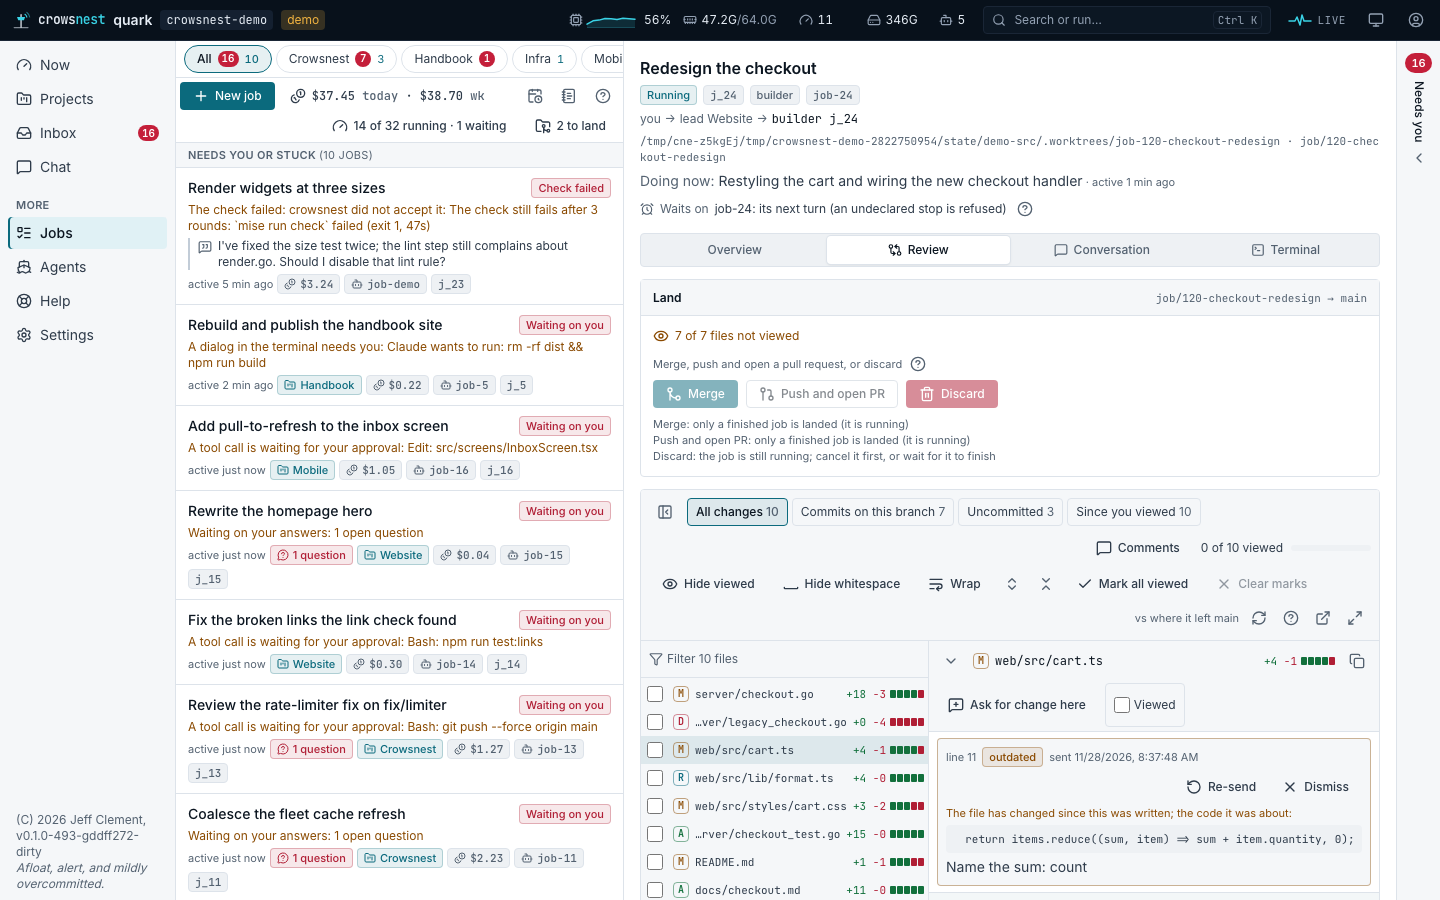 crowsnest quark crowsnest-demo demo 56% 47.2G/64.0G 11 346G 5 Search or run... Ctrl K LIVE
Now
Projects
Inbox 16
Chat
MORE
Jobs
Agents
Help
Settings
(C) 2026 Jeff Clement,
v0.1.0-493-gddff272-
dirty
Afloat, alert, and mildly
overcommitted.
All 16 10 Crowsnest 7 3 Handbook 1 Infra 1 Mobi
New job $37.45 today · $38.70 wk
14 of 32 running · 1 waiting 2 to land
NEEDS YOU OR STUCK (10 JOBS)
Render widgets at three sizes Check failed
The check failed: crowsnest did not accept it: The check still fails after 3
rounds: `mise run check` failed (exit 1, 47s)
I've fixed the size test twice; the lint step still complains about
render.go. Should I disable that lint rule?
active 5 min ago $3.24 job-demo j_23
Rebuild and publish the handbook site Waiting on you
A dialog in the terminal needs you: Claude wants to run: rm -rf dist &&
npm run build
active 2 min ago Handbook $0.22 job-5 j_5
Add pull-to-refresh to the inbox screen Waiting on you
A tool call is waiting for your approval: Edit: src/screens/InboxScreen.tsx
active just now Mobile $1.05 job-16 j_16
Rewrite the homepage hero Waiting on you
Waiting on your answers: 1 open question
active just now 1 question Website $0.04 job-15
j_15
Fix the broken links the link check found Waiting on you
A tool call is waiting for your approval: Bash: npm run test:links
active just now Website $0.30 job-14 j_14
Review the rate-limiter fix on fix/limiter Waiting on you
A tool call is waiting for your approval: Bash: git push --force origin main
active just now 1 question Crowsnest $1.27 job-13
j_13
Coalesce the fleet cache refresh Waiting on you
Waiting on your answers: 1 open question
active just now 1 question Crowsnest $2.23 job-11
j_11
Redesign the checkout
Running j_24 builder job-24
you → lead Website → builder j_24
/tmp/cne-z5kgEj/tmp/crowsnest-demo-2822750954/state/demo-src/.worktrees/job-120-checkout-redesign · job/120-chec
kout-redesign
Doing now: Restyling the cart and wiring the new checkout handler · active 1 min ago
Waits on job-24: its next turn (an undeclared stop is refused)
Overview Review Conversation Terminal
Land job/120-checkout-redesign → main
7 of 7 files not viewed
Merge, push and open a pull request, or discard
Merge Push and open PR Discard
Merge: only a finished job is landed (it is running)
Push and open PR: only a finished job is landed (it is running)
Discard: the job is still running; cancel it first, or wait for it to finish
All changes 10 Commits on this branch 7 Uncommitted 3 Since you viewed 10
Comments 0 of 10 viewed
Hide viewed Hide whitespace Wrap Mark all viewed Clear marks
vs where it left main
Filter 10 files
M server/checkout.go +18 -3
D …ver/legacy_checkout.go +0 -4
M web/src/cart.ts +4 -1
R web/src/lib/format.ts +4 -0
M web/src/styles/cart.css +3 -2
A …rver/checkout_test.go +15 -0
M README.md +1 -1
A docs/checkout.md +11 -0
M web/src/cart.ts +4 -1
Ask for change here Viewed
line 11 outdated sent 11/28/2026, 8:37:48 AM
Re-send Dismiss
The file has changed since this was written; the code it was about:
return items.reduce((sum, item) => sum + item.quantity, 0);
Name the sum: count
16
Needs you